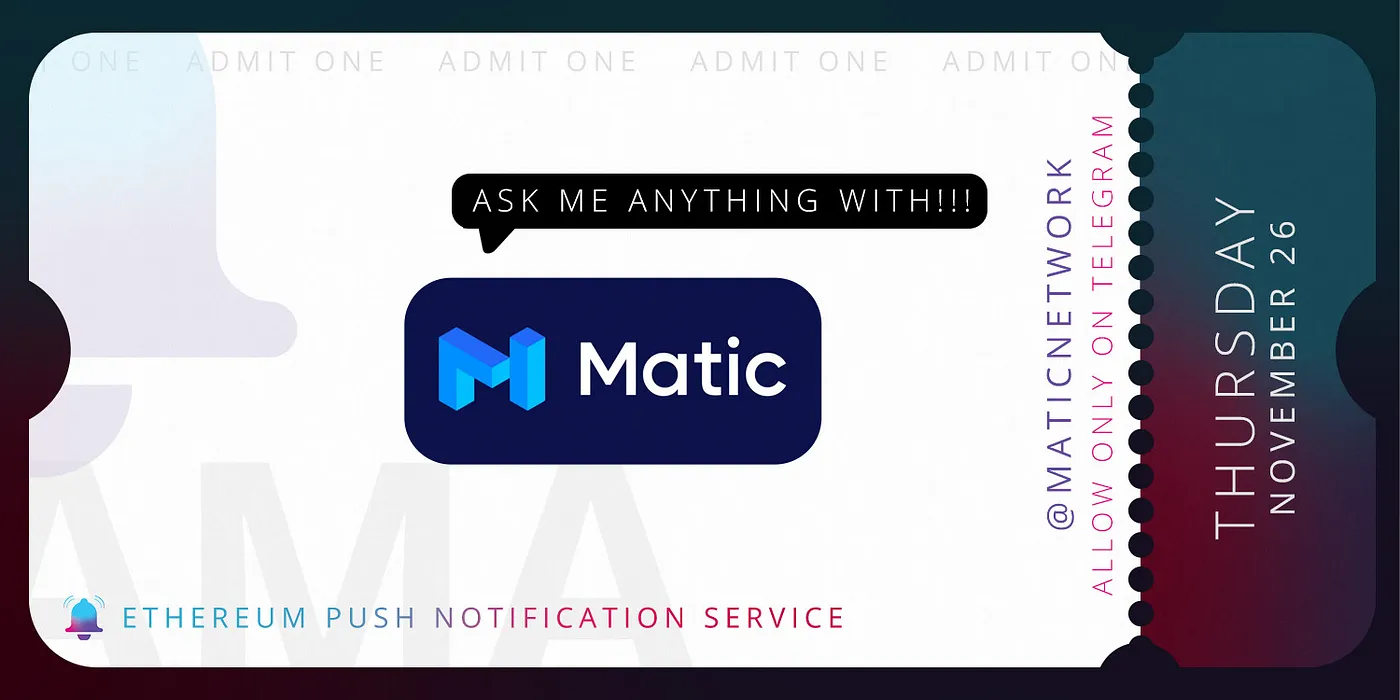 ONE ADMIT ONE ADMIT ONE ADMIT ONE ADMIT ON
ASK ME ANYTHING WITH!!!
Matic
AMA
ETHEREUM PUSH NOTIFICATION SERVICE
@MATICNETWORK
ALLOW ONLY ON TELEGRAM
THURSDAY
NOVEMBER 26